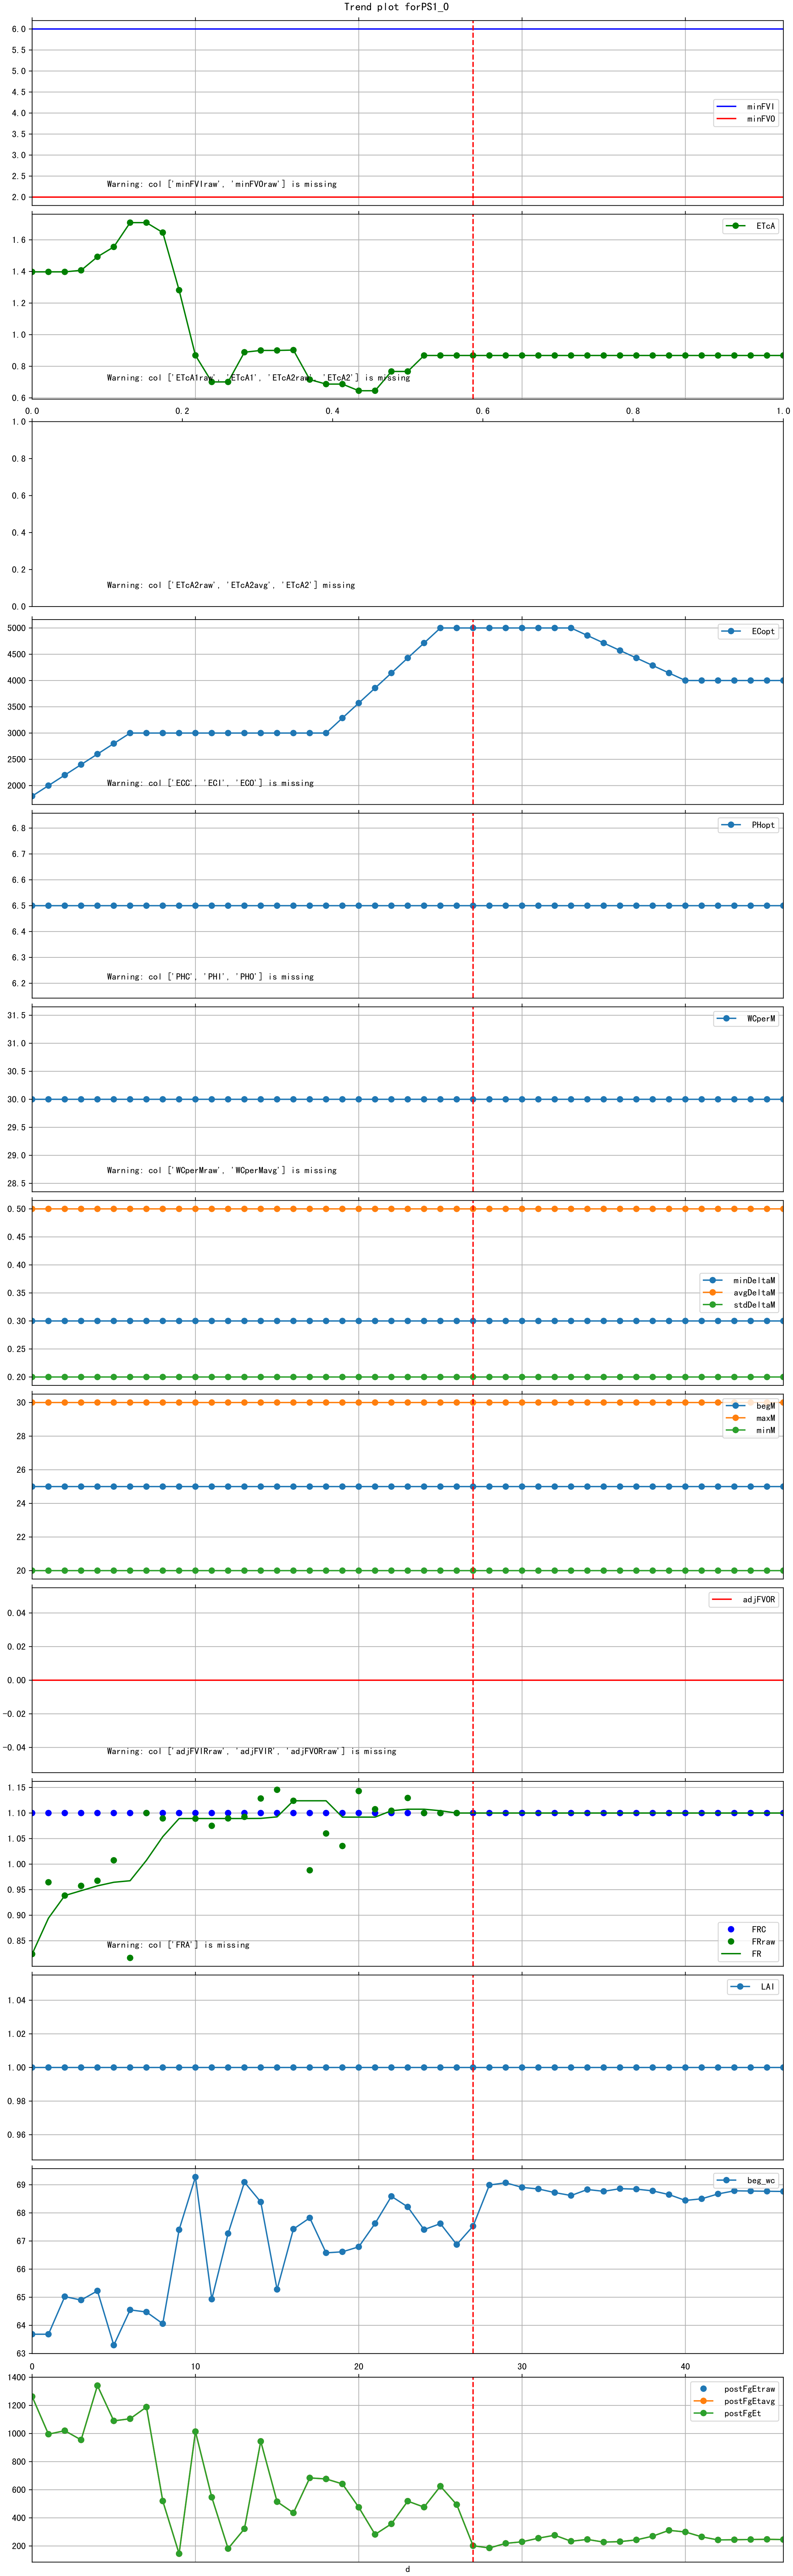 Trend plot forPS1_0
6.0
5.5
5.0
4.5
4.0
3.5
3.0
2.5
2.0
minFVI
minFVO
Warning: col ['minFVIraw', 'minFVOraw'] is missing
1.6
1.4
1.2
1.0
0.8
0.6
ETcA
Warning: col ['ETcA1raw', 'ETcA1', 'ETcA2raw', 'ETcA2'] is missing
0.0 0.2 0.4 0.6 0.8 1.0
1.0
0.8
0.6
0.4
0.2
0.0
Warning: col ['ETcA2raw', 'ETcA2avg', 'ETcA2'] missing
5000
4500
4000
3500
3000
2500
2000
ECopt
Warning: col ['ECC', 'ECI', 'ECO'] is missing
6.8
6.7
6.6
6.5
6.4
6.3
6.2
PHopt
Warning: col ['PHC', 'PHI', 'PHO'] is missing
31.5
31.0
30.5
30.0
29.5
29.0
28.5
WCperM
Warning: col ['WCperMraw', 'WCperMavg'] is missing
0.50
0.45
0.40
0.35
0.30
0.25
0.20
minDeltaM
avgDeltaM
stdDeltaM
30
28
26
24
22
20
begM
maxM
minM
0.04
0.02
0.00
−0.02
−0.04
adjFVOR
Warning: col ['adjFVIRraw', 'adjFVIR', 'adjFVORraw'] is missing
1.15
1.10
1.05
1.00
0.95
0.90
0.85
FRC
FRraw
FR
Warning: col ['FRA'] is missing
1.04
1.02
1.00
0.98
0.96
LAI
69
68
67
66
65
64
63
beg_wc
0 10 20 30 40
1400
1200
1000
800
600
400
200
postFgEtraw
postFgEtavg
postFgEt
d